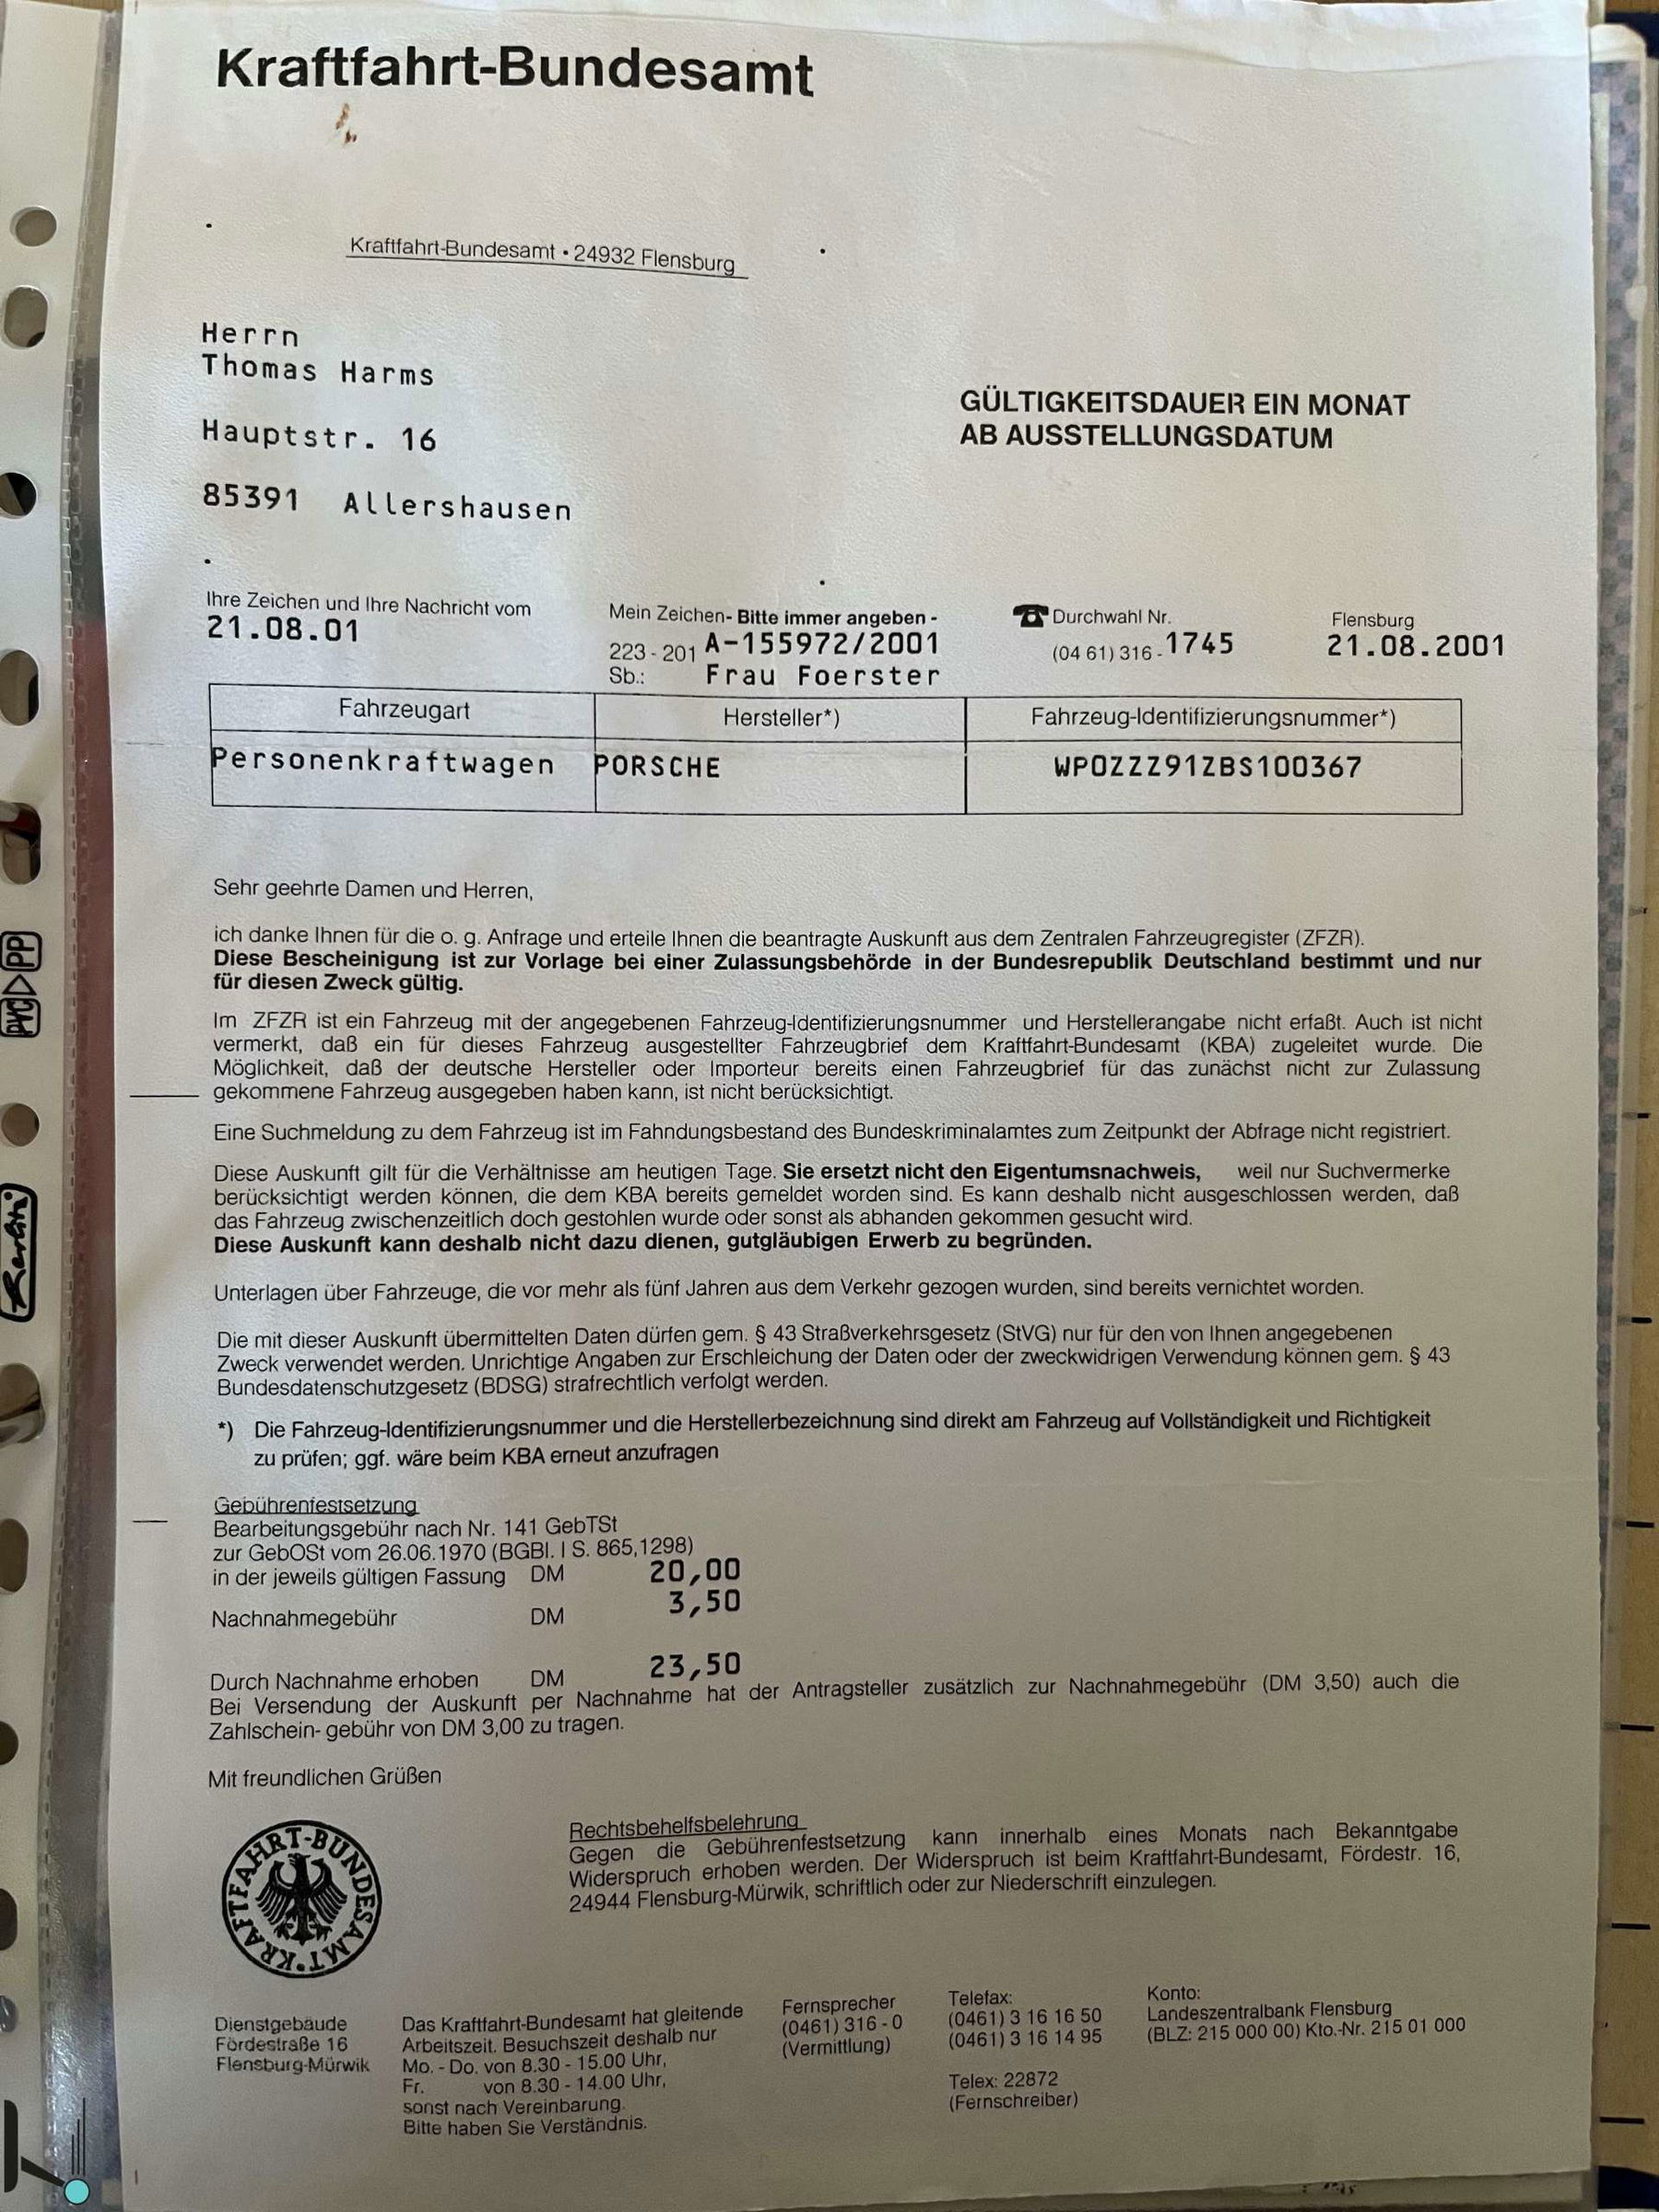 Kraftfahrt-Bundesamt
Kraftfahrt-Bundesamt • 24932 Flensburg
Herrn
Thomas Harms
Hauptstr. 16
85391 Allershausen
GÜLTIGKEITSDAUER EIN MONAT
AB AUSSTELLUNGSDATUM
Ihre Zeichen und Ihre Nachricht vom
21.08.01
Mein Zeichen- Bitte immer angeben -
223 - 201 A-155972/2001
Sb.: Frau Foerster
☎ Durchwahl Nr.
(04 61) 316 - 1745
Flensburg
21.08.2001
Fahrzeugart Hersteller*) Fahrzeug-Identifizierungsnummer*)
Personenkraftwagen PORSCHE WP0ZZZ91ZBS100367
Sehr geehrte Damen und Herren,
ich danke Ihnen für die o. g. Anfrage und erteile Ihnen die beantragte Auskunft aus dem Zentralen Fahrzeugregister (ZFZR).
Diese Bescheinigung ist zur Vorlage bei einer Zulassungsbehörde in der Bundesrepublik Deutschland bestimmt und nur
für diesen Zweck gültig.
Im ZFZR ist ein Fahrzeug mit der angegebenen Fahrzeug-Identifizierungsnummer und Herstellerangabe nicht erfaßt. Auch ist nicht
vermerkt, daß ein für dieses Fahrzeug ausgestellter Fahrzeugbrief dem Kraftfahrt-Bundesamt (KBA) zugeleitet wurde. Die
Möglichkeit, daß der deutsche Hersteller oder Importeur bereits einen Fahrzeugbrief für das zunächst nicht zur Zulassung
gekommene Fahrzeug ausgegeben haben kann, ist nicht berücksichtigt.
Eine Suchmeldung zu dem Fahrzeug ist im Fahndungsbestand des Bundeskriminalamtes zum Zeitpunkt der Abfrage nicht registriert.
Diese Auskunft gilt für die Verhältnisse am heutigen Tage. Sie ersetzt nicht den Eigentumsnachweis, weil nur Suchvermerke
berücksichtigt werden können, die dem KBA bereits gemeldet worden sind. Es kann deshalb nicht ausgeschlossen werden, daß
das Fahrzeug zwischenzeitlich doch gestohlen wurde oder sonst als abhanden gekommen gesucht wird.
Diese Auskunft kann deshalb nicht dazu dienen, gutgläubigen Erwerb zu begründen.
Unterlagen über Fahrzeuge, die vor mehr als fünf Jahren aus dem Verkehr gezogen wurden, sind bereits vernichtet worden.
Die mit dieser Auskunft übermittelten Daten dürfen gem. § 43 Straßverkehrsgesetz (StVG) nur für den von Ihnen angegebenen
Zweck verwendet werden. Unrichtige Angaben zur Erschleichung der Daten oder der zweckwidrigen Verwendung können gem. § 43
Bundesdatenschutzgesetz (BDSG) strafrechtlich verfolgt werden.
*) Die Fahrzeug-Identifizierungsnummer und die Herstellerbezeichnung sind direkt am Fahrzeug auf Vollständigkeit und Richtigkeit
zu prüfen; ggf. wäre beim KBA erneut anzufragen
Gebührenfestsetzung
Bearbeitungsgebühr nach Nr. 141 GebTSt
zur GebOSt vom 26.06.1970 (BGBl. I S. 865,1298)
in der jeweils gültigen Fassung DM 20,00
Nachnahmegebühr DM 3,50
Durch Nachnahme erhoben DM 23,50
Bei Versendung der Auskunft per Nachnahme hat der Antragsteller zusätzlich zur Nachnahmegebühr (DM 3,50) auch die
Zahlschein- gebühr von DM 3,00 zu tragen.
Mit freundlichen Grüßen
KRAFTFAHRT-BUNDESAMT
Rechtsbehelfsbelehrung
Gegen die Gebührenfestsetzung kann innerhalb eines Monats nach Bekanntgabe
Widerspruch erhoben werden. Der Widerspruch ist beim Kraftfahrt-Bundesamt, Fördestr. 16,
24944 Flensburg-Mürwik, schriftlich oder zur Niederschrift einzulegen.
Dienstgebäude
Fördestraße 16
Flensburg-Mürwik
Das Kraftfahrt-Bundesamt hat gleitende
Arbeitszeit. Besuchszeit deshalb nur
Mo. - Do. von 8.30 - 15.00 Uhr,
Fr. von 8.30 - 14.00 Uhr,
sonst nach Vereinbarung.
Bitte haben Sie Verständnis.
Fernsprecher
(0461) 316 - 0
(Vermittlung)
Telefax:
(0461) 3 16 16 50
(0461) 3 16 14 95
Telex: 22872
(Fernschreiber)
Konto:
Landeszentralbank Flensburg
(BLZ: 215 000 00) Kto.-Nr. 215 01 000
PVC PP
Herlitz